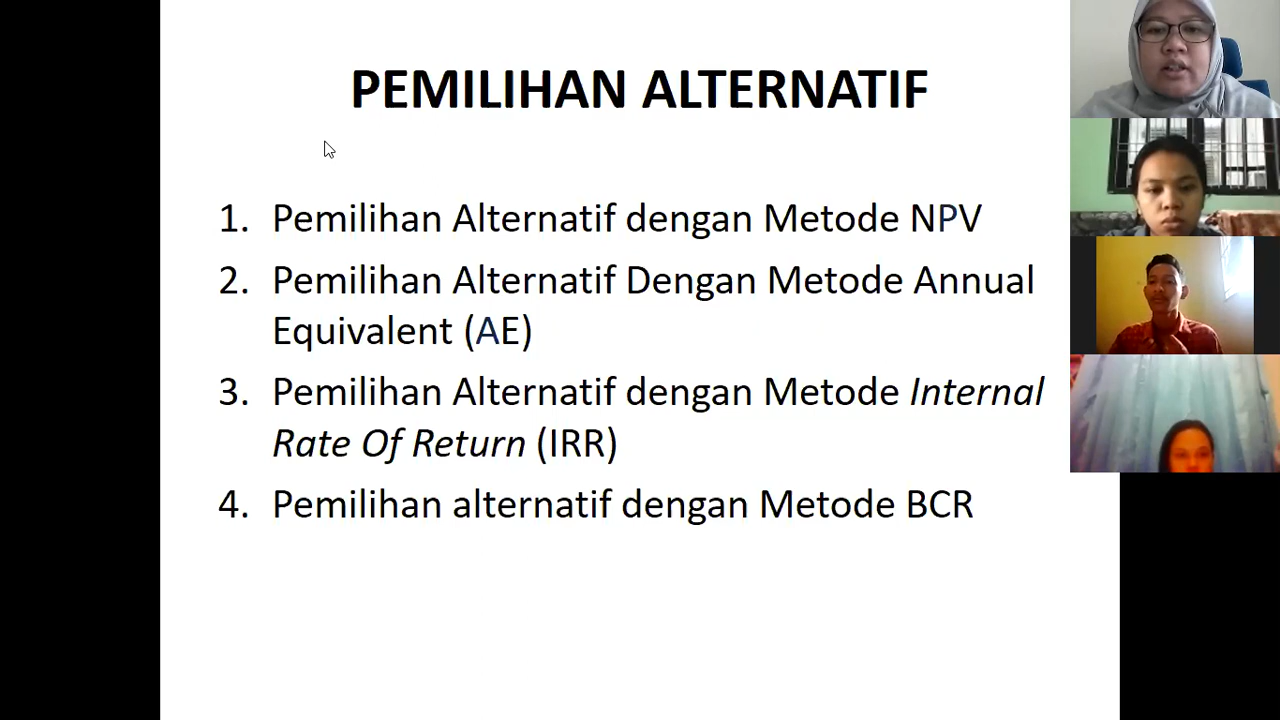 PEMILIHAN ALTERNATIF
1. Pemilihan Alternatif dengan Metode NPV
2. Pemilihan Alternatif Dengan Metode Annual
Equivalent (AE)
3. Pemilihan Alternatif dengan Metode Internal
Rate Of Return (IRR)
4. Pemilihan alternatif dengan Metode BCR